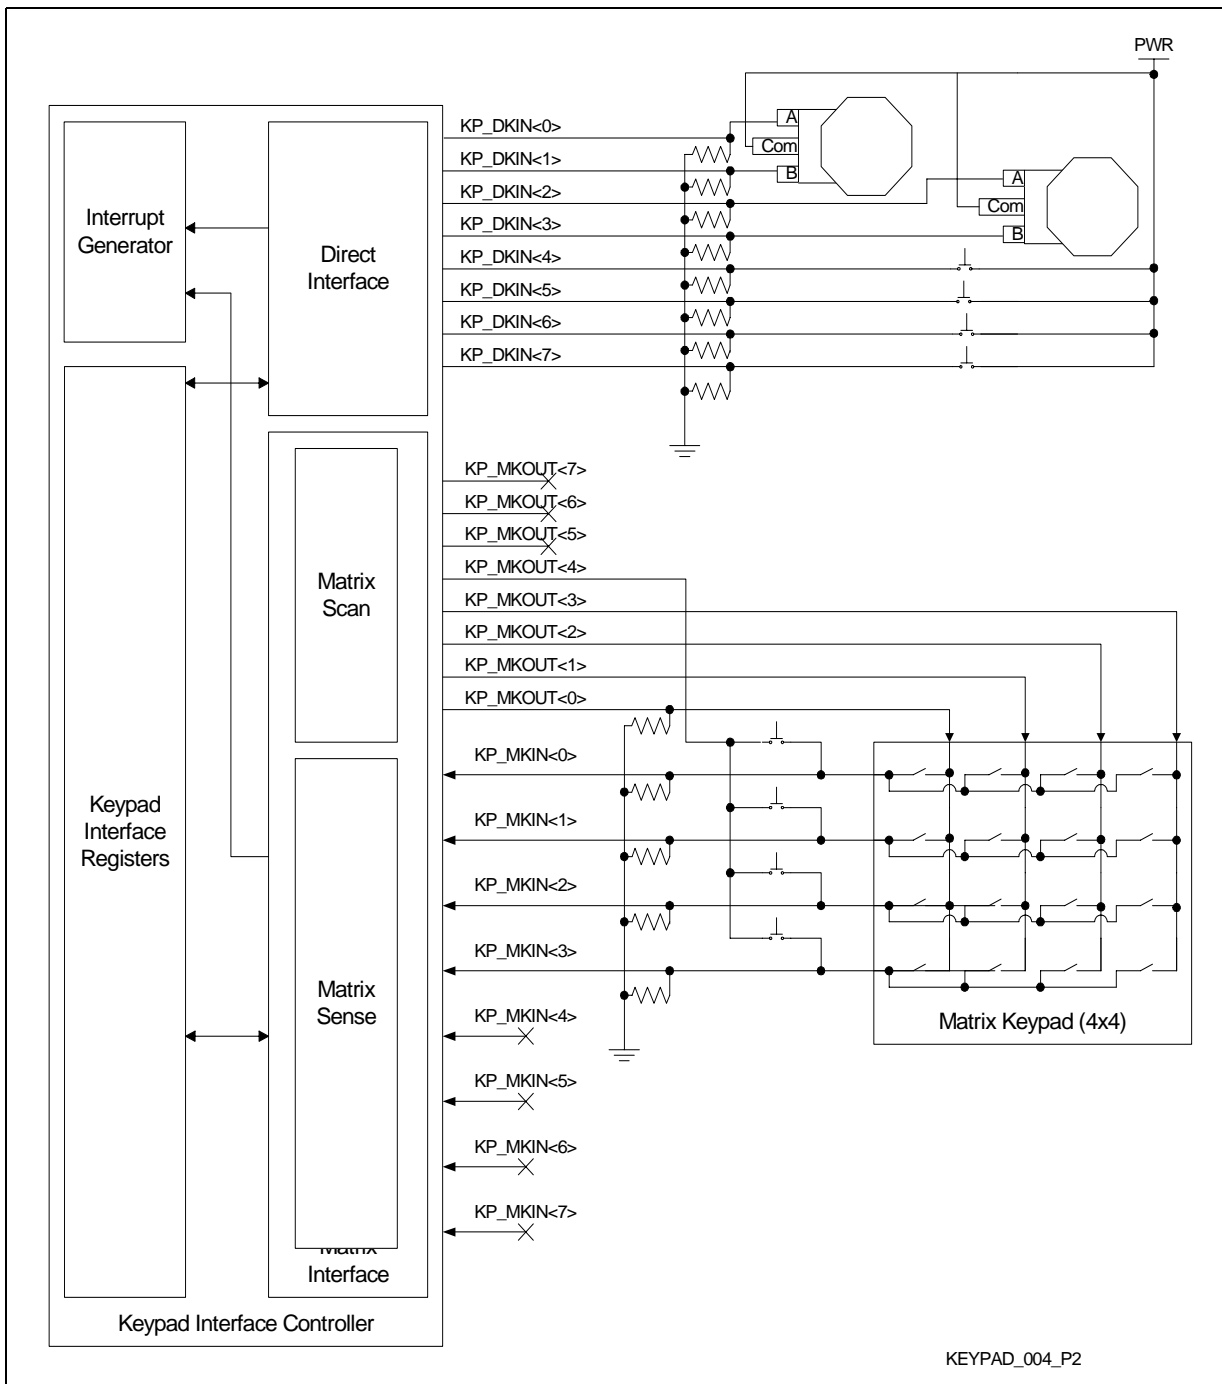 PWR
KP_DKIN<0>
A
Com
KP_DKIN<1>
B
KP_DKIN<2>
A
Interrupt
Generator
Com
KP_DKIN<3>
B
Direct
Interface
KP_DKIN<4>
KP_DKIN<5>
KP_DKIN<6>
KP_DKIN<7>
KP_MKOUT<7>
KP_MKOUT<6>
KP_MKOUT<5>
KP_MKOUT<4>
Matrix
Scan
KP_MKOUT<3>
KP_MKOUT<2>
KP_MKOUT<1>
KP_MKOUT<0>
KP_MKIN<0>
Keypad
Interface
Registers
KP_MKIN<1>
KP_MKIN<2>
KP_MKIN<3>
Matrix
Sense
KP_MKIN<4>
Matrix Keypad (4x4)
KP_MKIN<5>
KP_MKIN<6>
KP_MKIN<7>
Matrix
Interface
Keypad Interface Controller
KEYPAD_004_P2